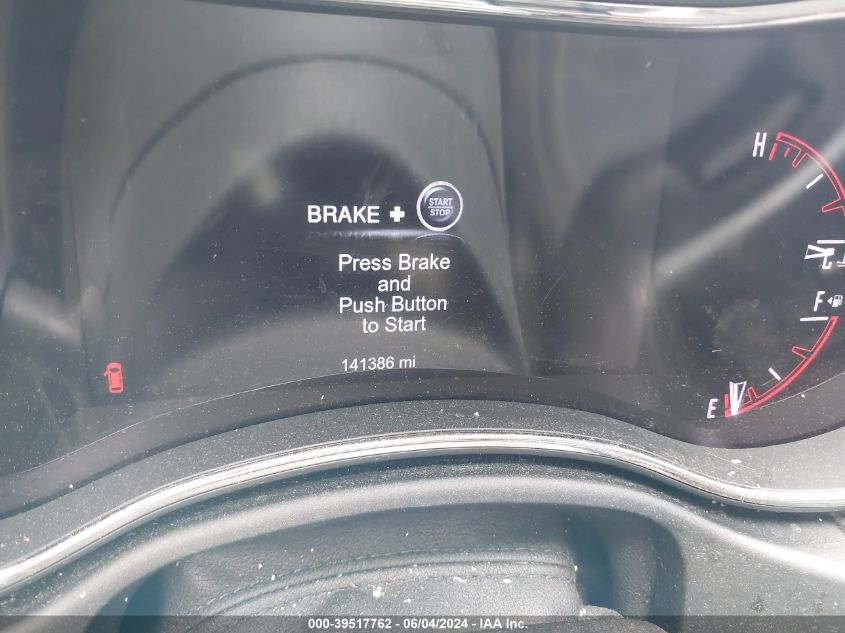 BRAKE + START STOP
Press Brake
and
Push Button
to Start
141386 mi
H
C
F
E
000-39517762 - 06/04/2024 - IAA Inc.